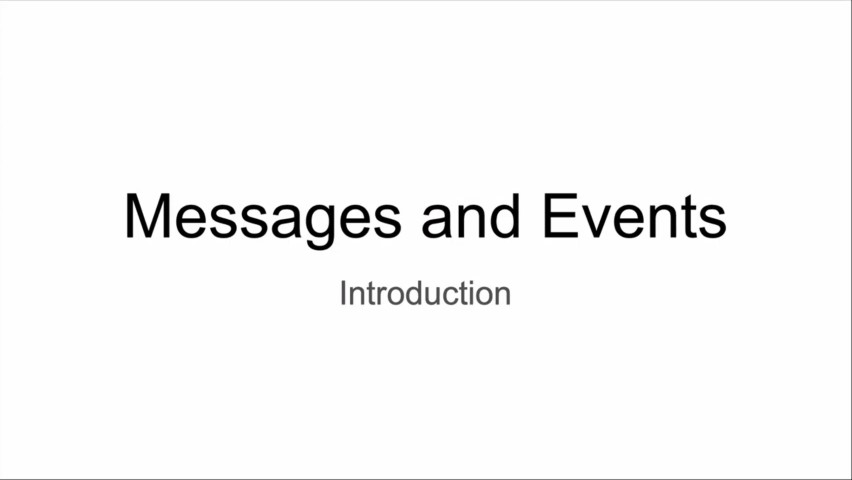 Messages and Events
Introduction